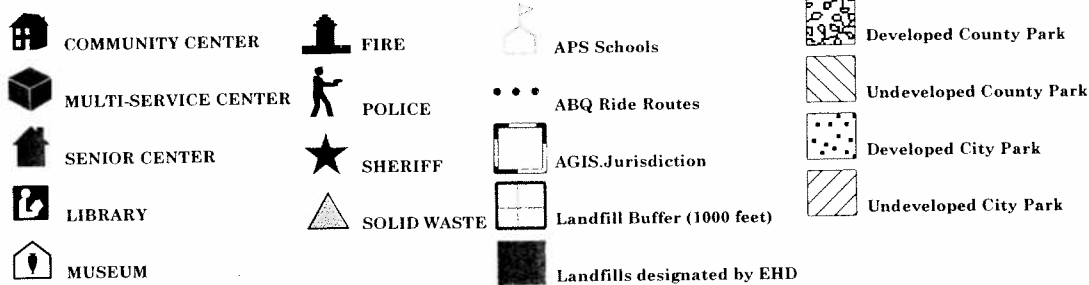 COMMUNITY CENTER
MULTI-SERVICE CENTER
SENIOR CENTER
LIBRARY
MUSEUM
FIRE
POLICE
SHERIFF
SOLID WASTE
APS Schools
ABQ Ride Routes
AGIS.Jurisdiction
Landfill Buffer (1000 feet)
Landfills designated by EHD
Developed County Park
Undeveloped County Park
Developed City Park
Undeveloped City Park